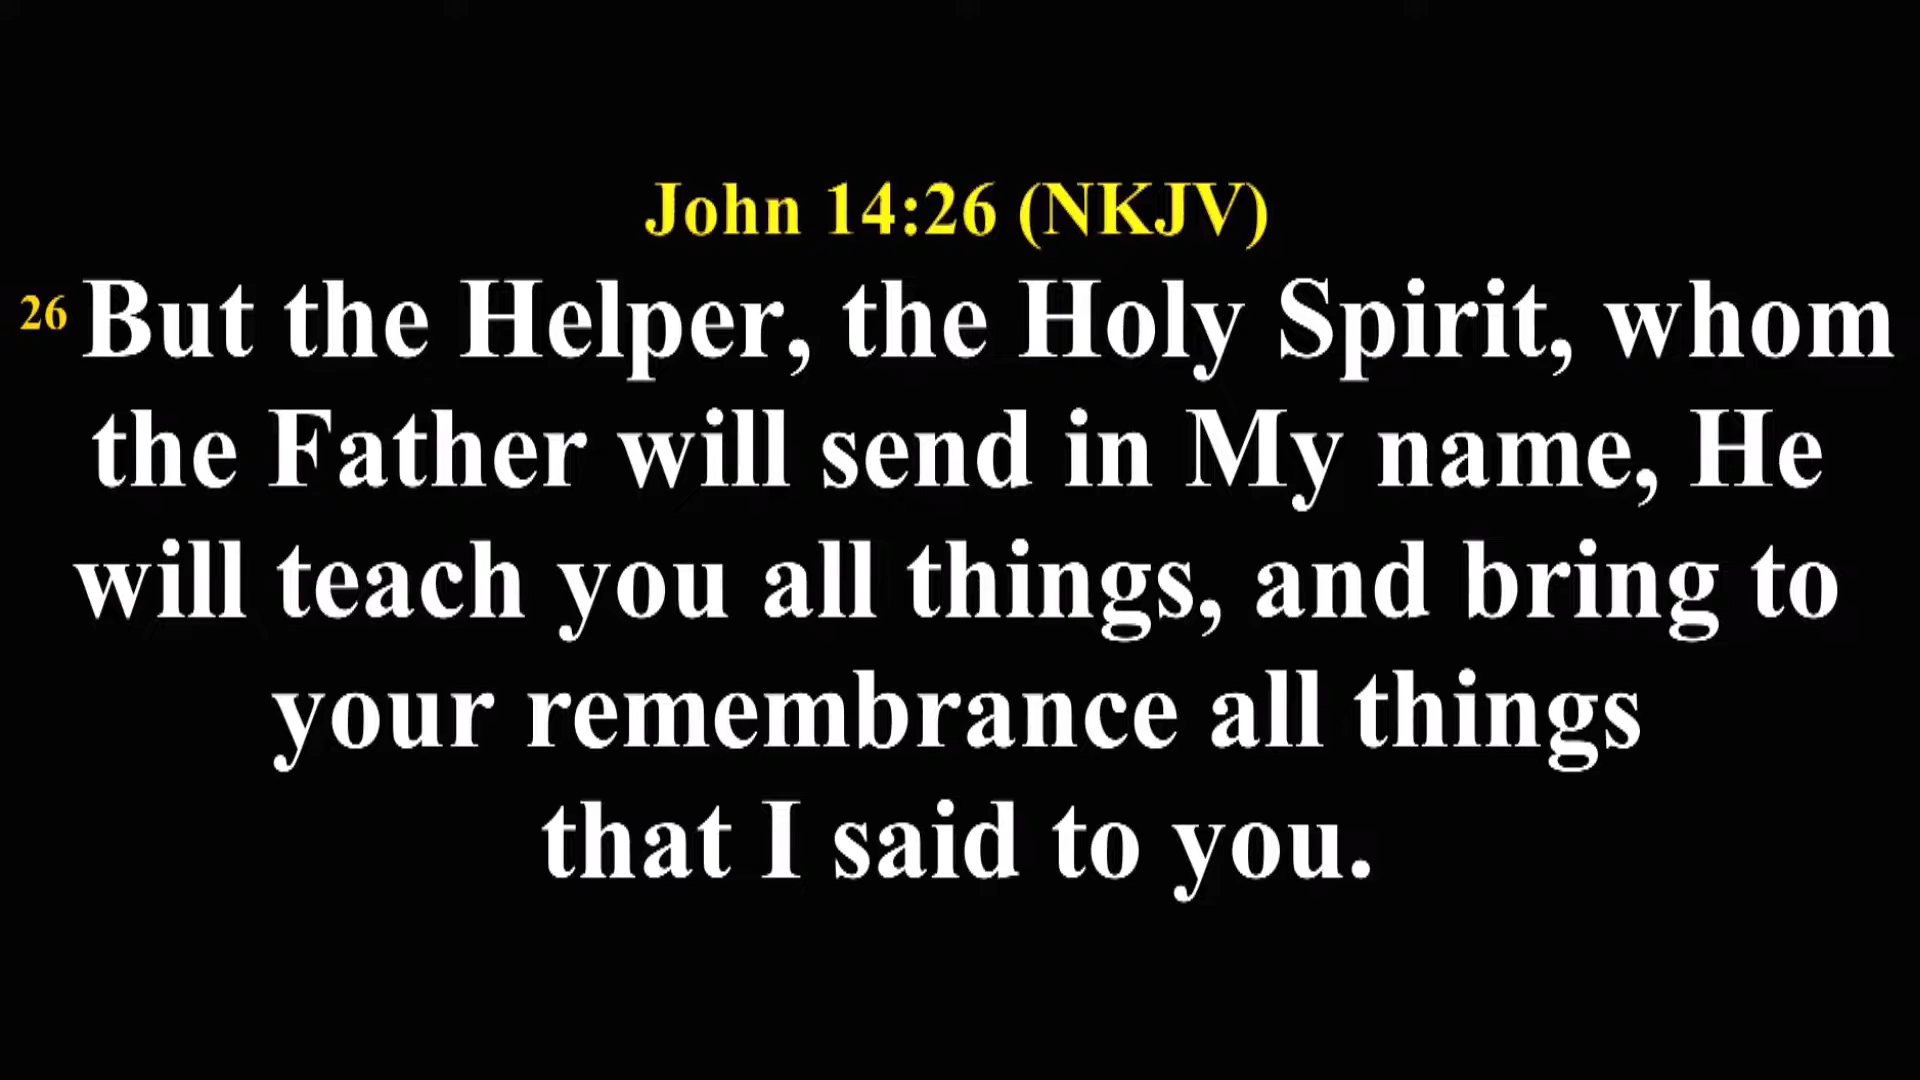 John 14:26 (NKJV)
26 But the Helper, the Holy Spirit, whom
the Father will send in My name, He
will teach you all things, and bring to
your remembrance all things
that I said to you.